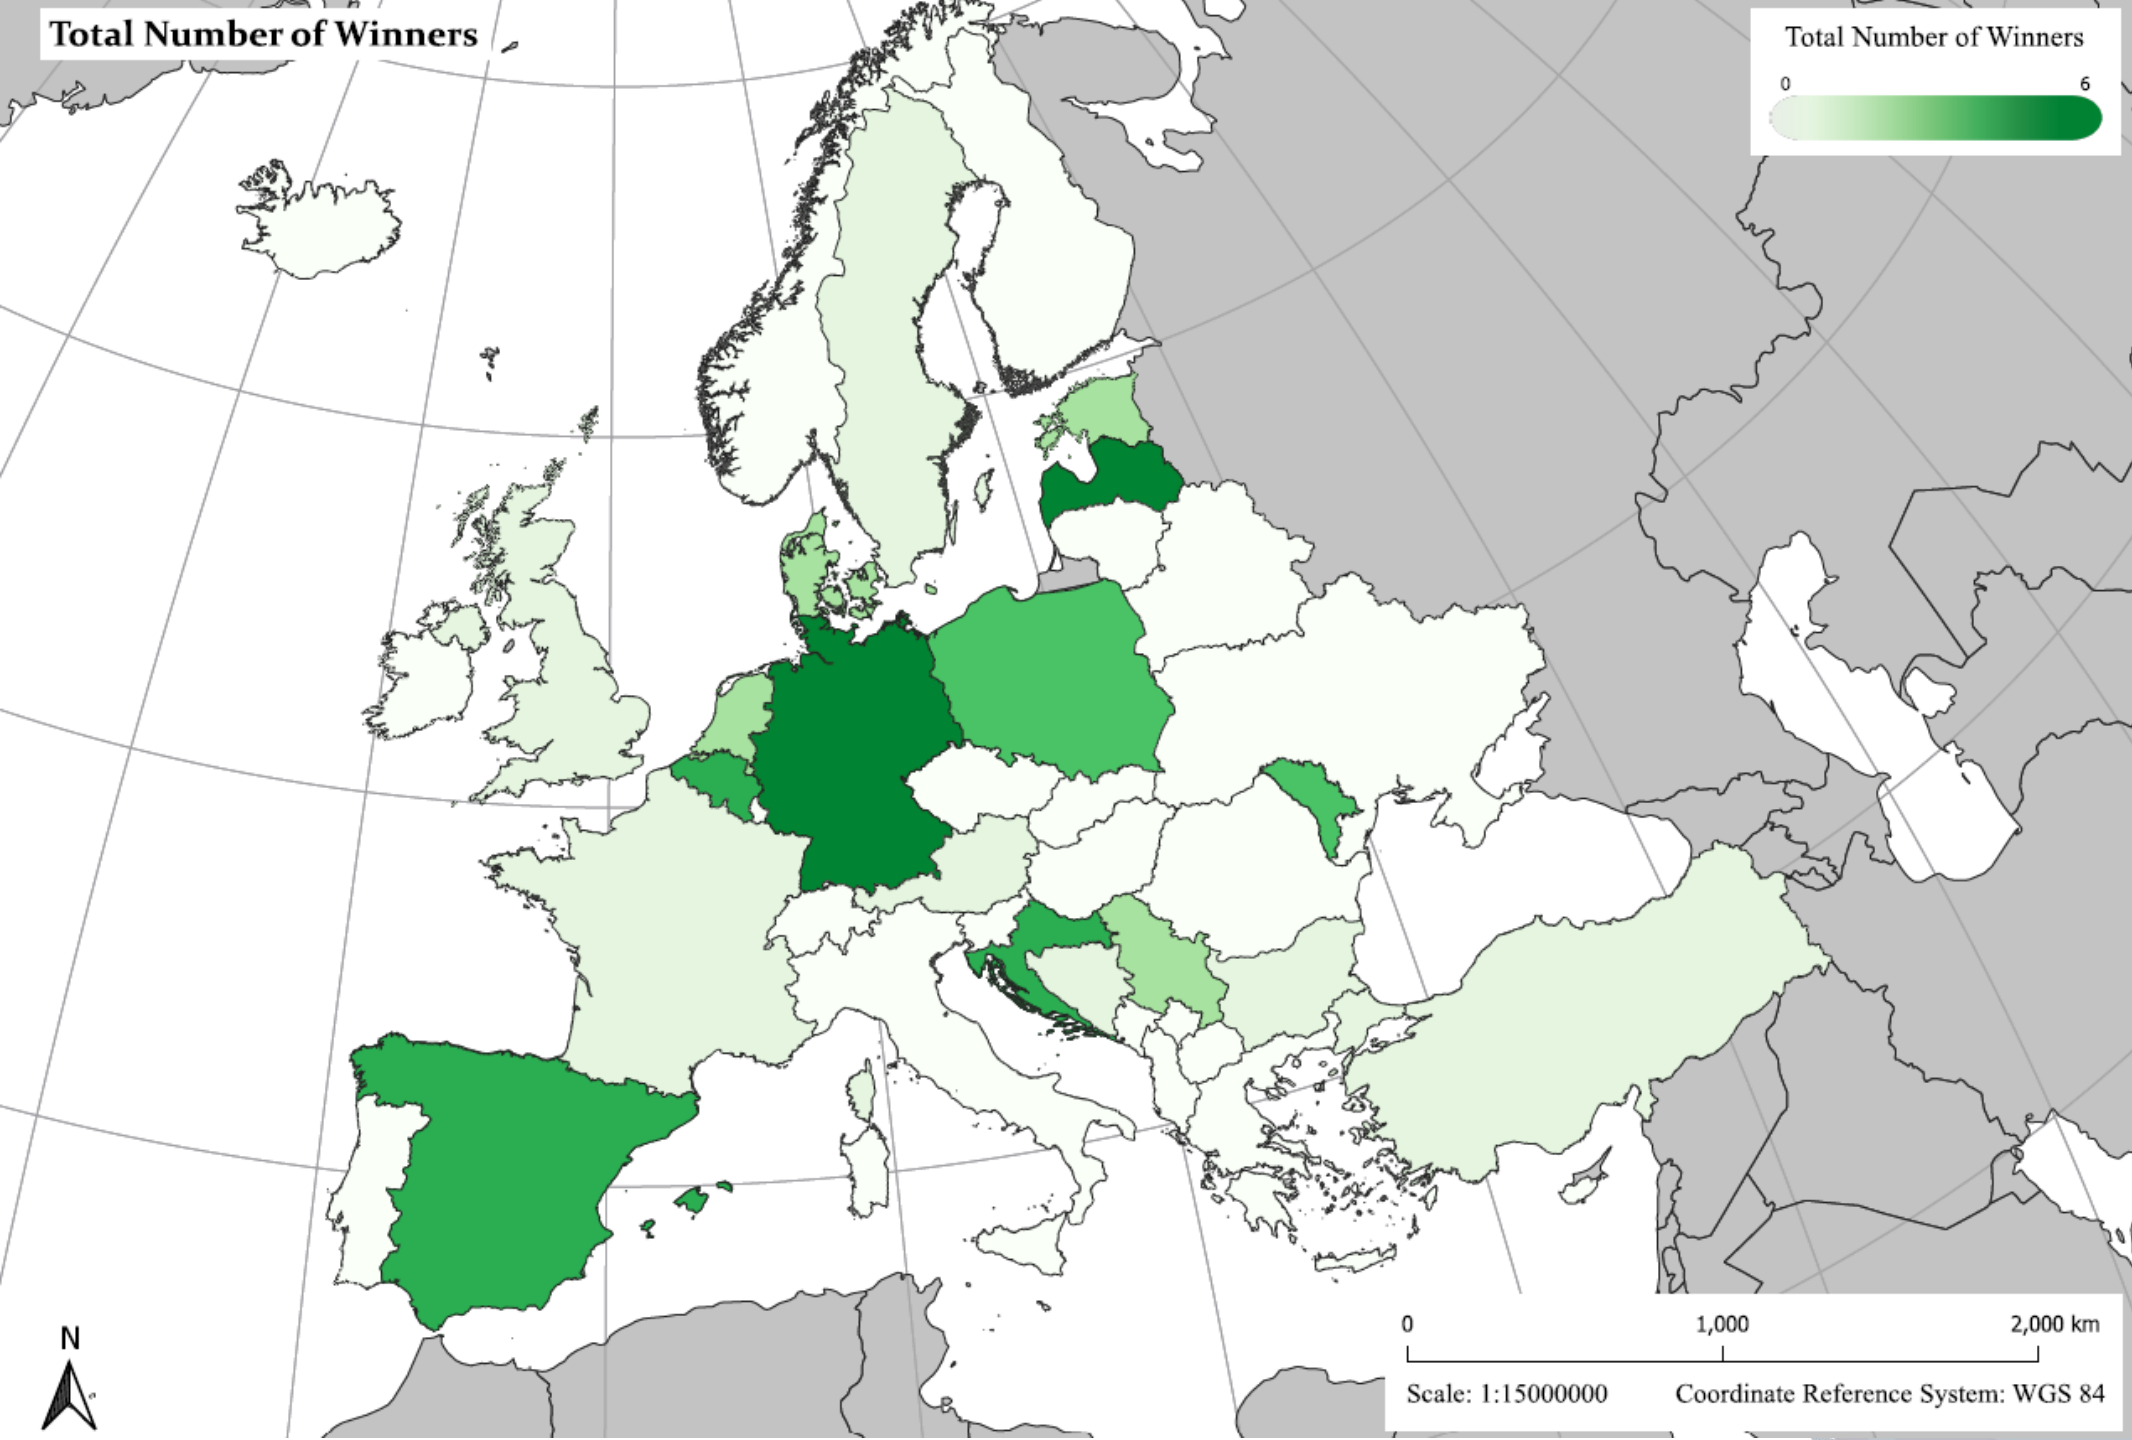 Total Number of Winners
Total Number of Winners
0 6
N
0 1,000 2,000 km
Scale: 1:15000000 Coordinate Reference System: WGS 84